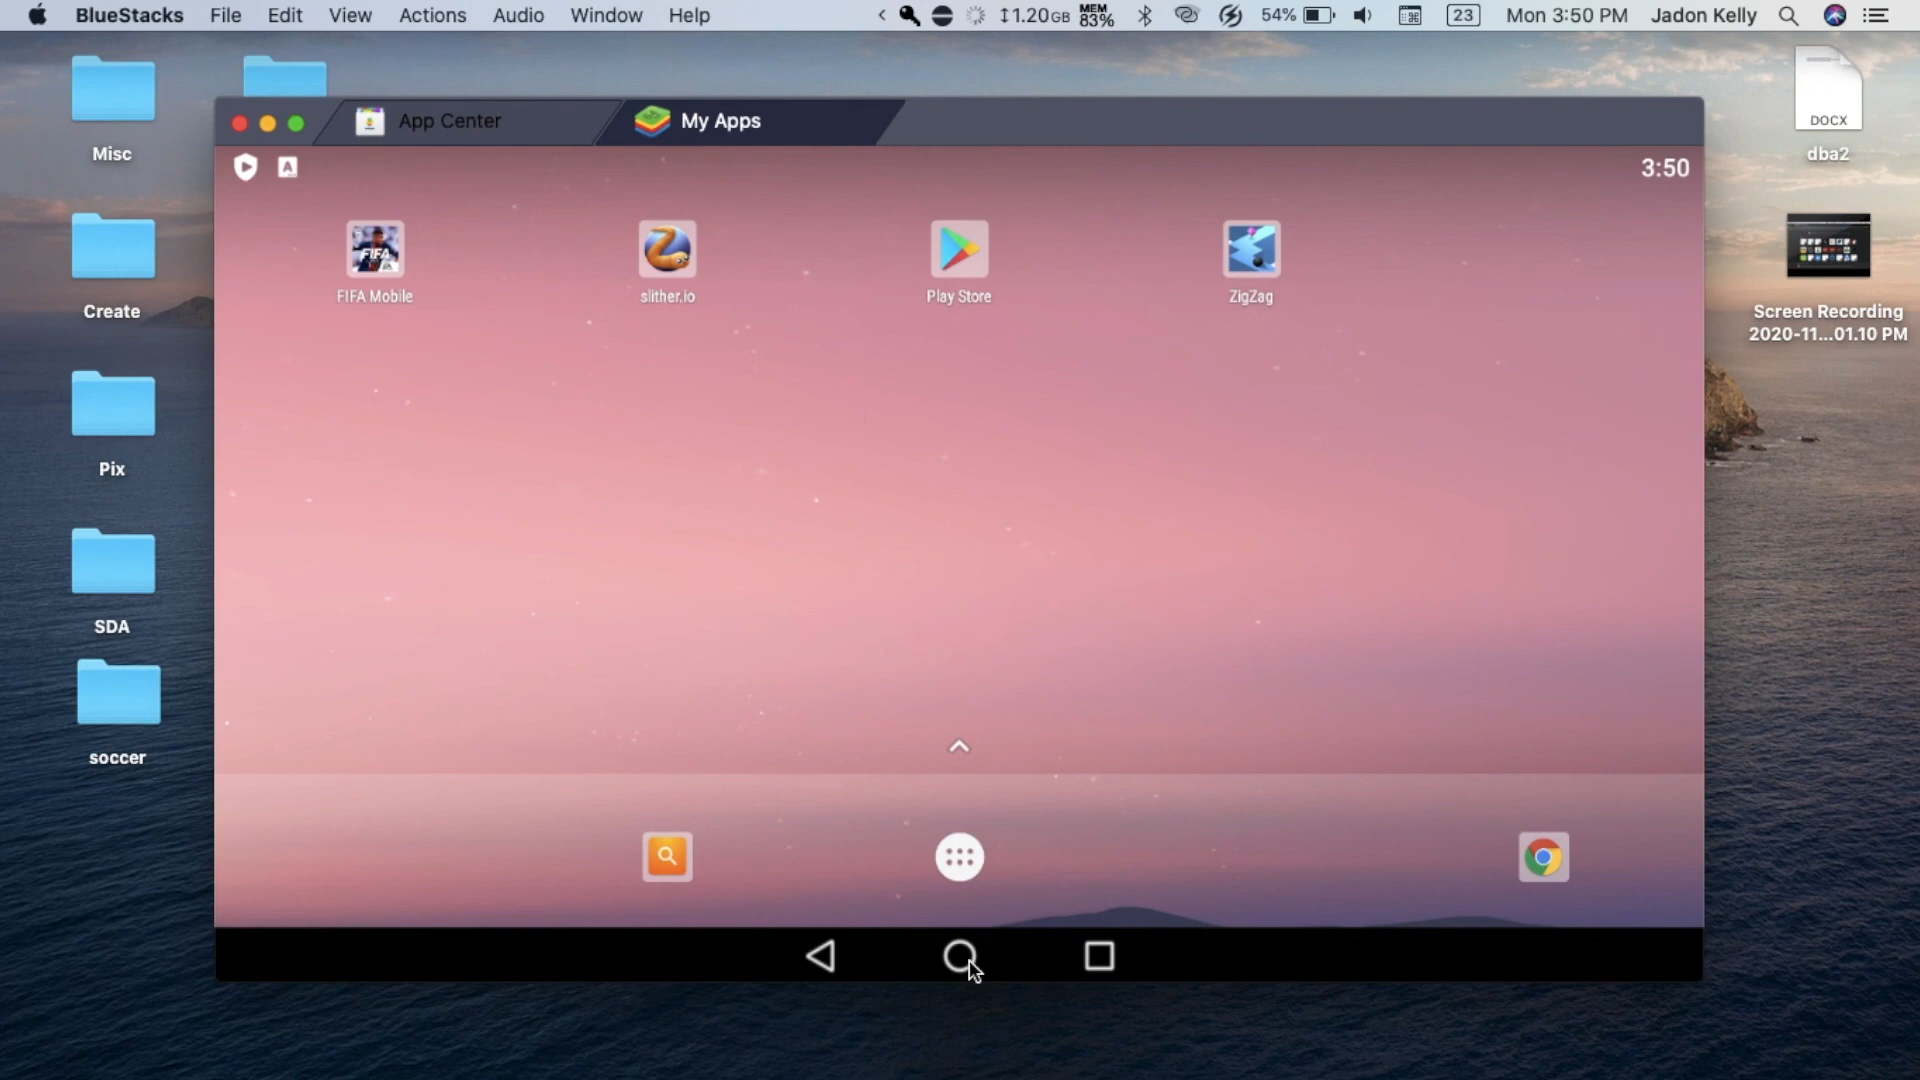 BlueStacks File Edit View Actions Audio Window Help
1.20GB MEM 83% 54% 23 Mon 3:50 PM Jadon Kelly
App Center
My Apps
3:50
A
FIFA
FIFA Mobile
slither.io
Play Store
ZigZag
Misc
Create
Pix
SDA
soccer
DOCX
dba2
Screen Recording
2020-11...01.10 PM